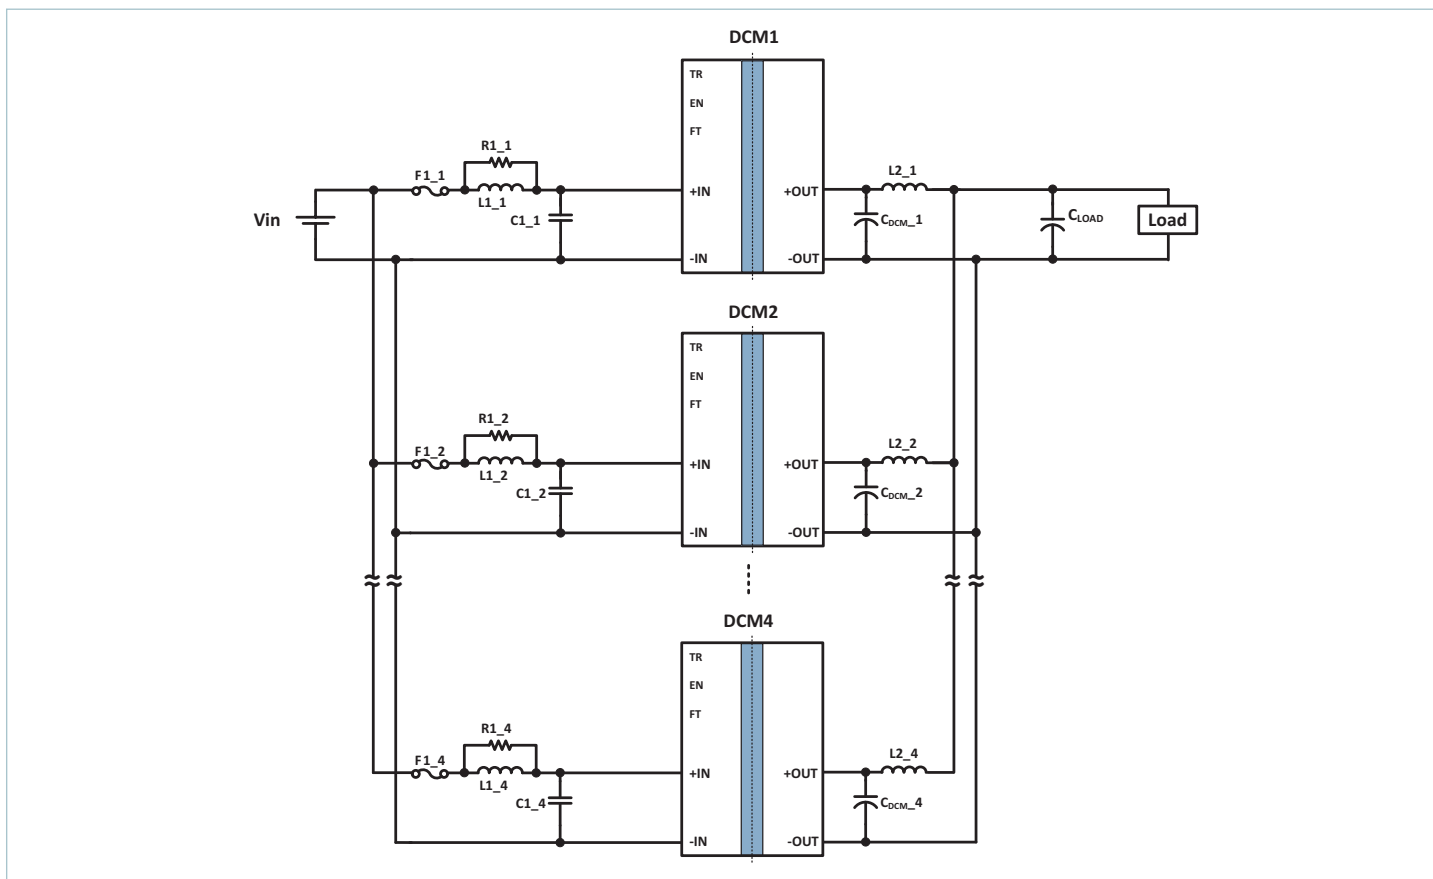 DCM1
TR
EN
FT
R1_1
F1_1
L1_1
C1_1
+IN
-IN
+OUT
-OUT
L2_1
CDCM_1
CLOAD
Load
Vin
DCM2
TR
EN
FT
R1_2
F1_2
L1_2
C1_2
+IN
-IN
+OUT
-OUT
L2_2
CDCM_2
DCM4
TR
EN
FT
R1_4
F1_4
L1_4
C1_4
+IN
-IN
+OUT
-OUT
L2_4
CDCM_4